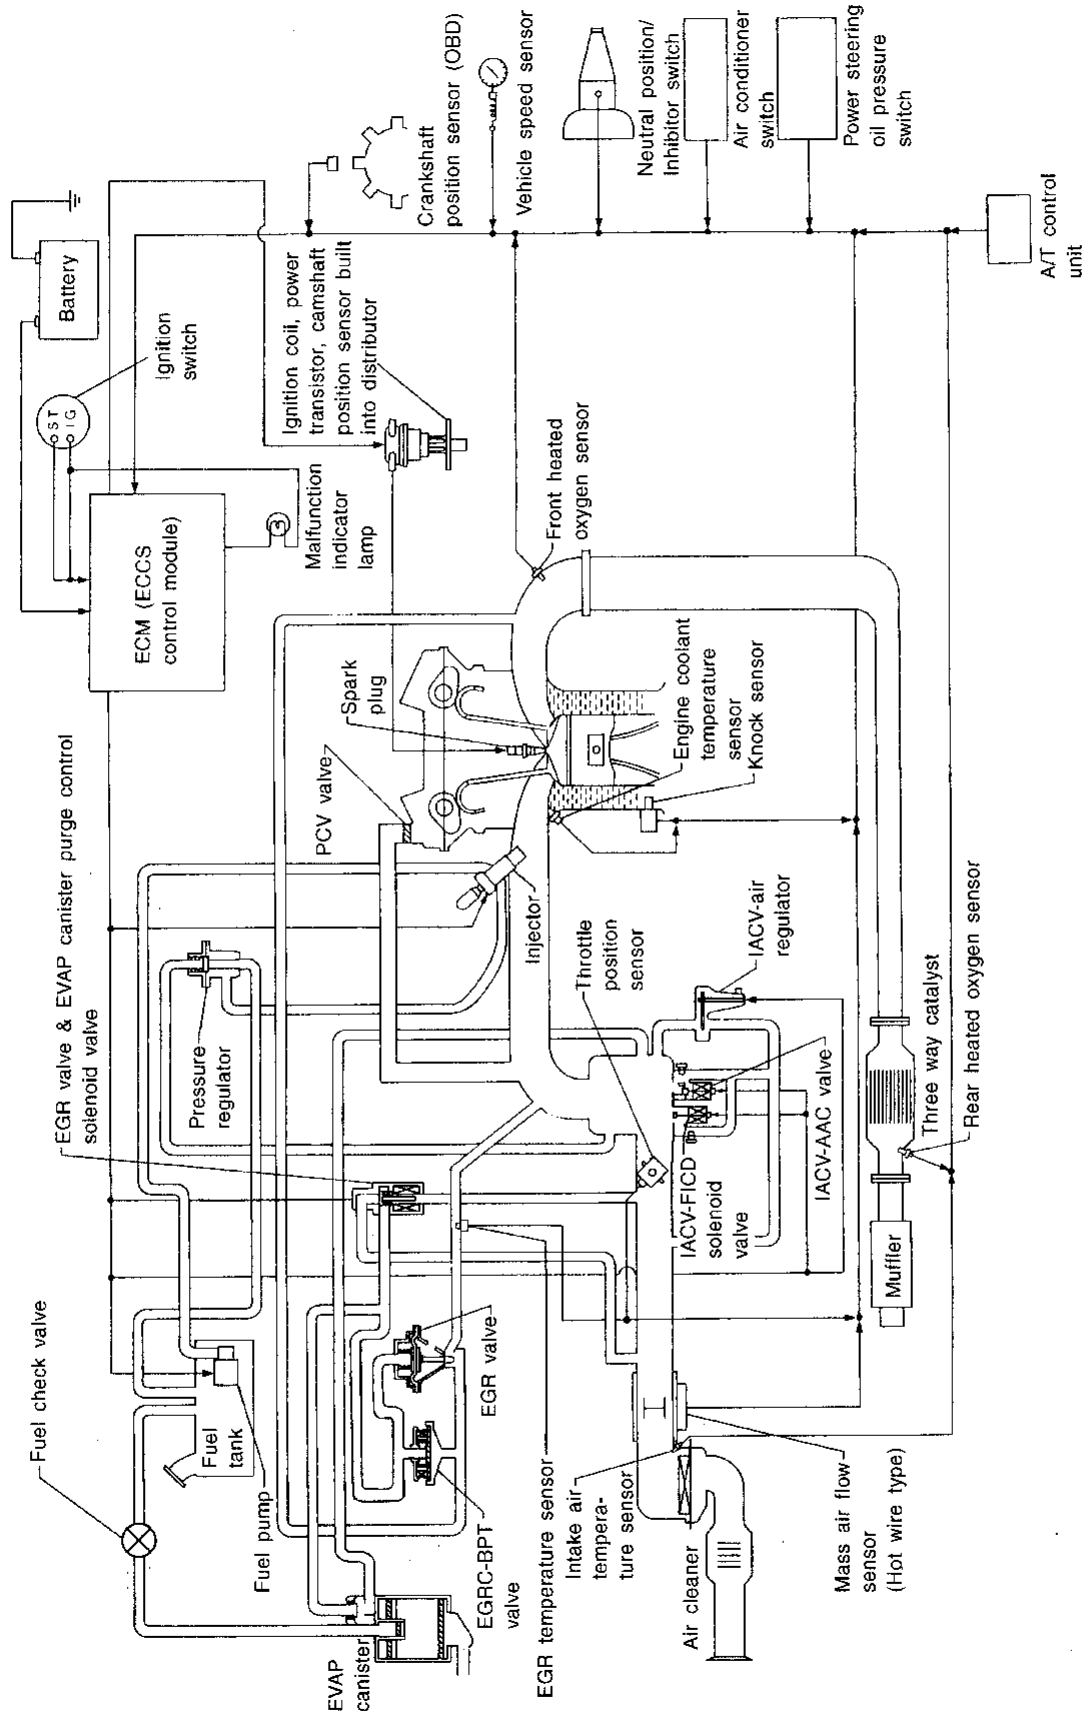 Battery
Ignition
switch
S T
I G
ECM (ECCS
control module)
Malfunction
indicator
lamp
Crankshaft
position sensor (OBD)
Vehicle speed sensor
Neutral position/
Inhibitor switch
Air conditioner
switch
Power steering
oil pressure
switch
A/T control
unit
Ignition coil, power
transistor, camshaft
position sensor built
into distributor
Front heated
oxygen sensor
Spark
plug
PCV valve
Engine coolant
temperature
sensor
Knock sensor
EGR valve & EVAP canister purge control
solenoid valve
Pressure
regulator
Injector
Throttle
position
sensor
IACV-air
regulator
IACV-AAC valve
IACV-FICD
solenoid
valve
Three way catalyst
Rear heated oxygen sensor
Muffler
Fuel check valve
Fuel
tank
Fuel pump
EGR valve
EGRC-BPT
valve
EVAP
canister
EGR temperature sensor
Intake air
tempera-
ture sensor
Air cleaner
Mass air flow
sensor
(Hot wire type)